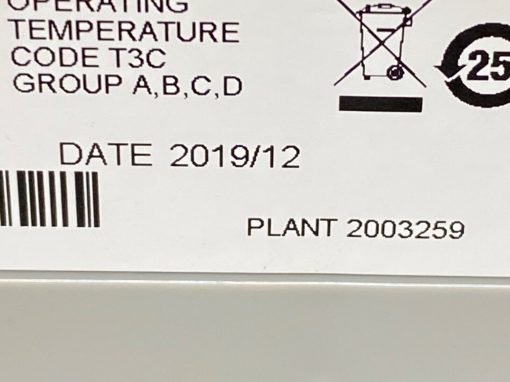 OPERATING
TEMPERATURE
CODE T3C
GROUP A,B,C,D
25
DATE 2019/12
PLANT 2003259